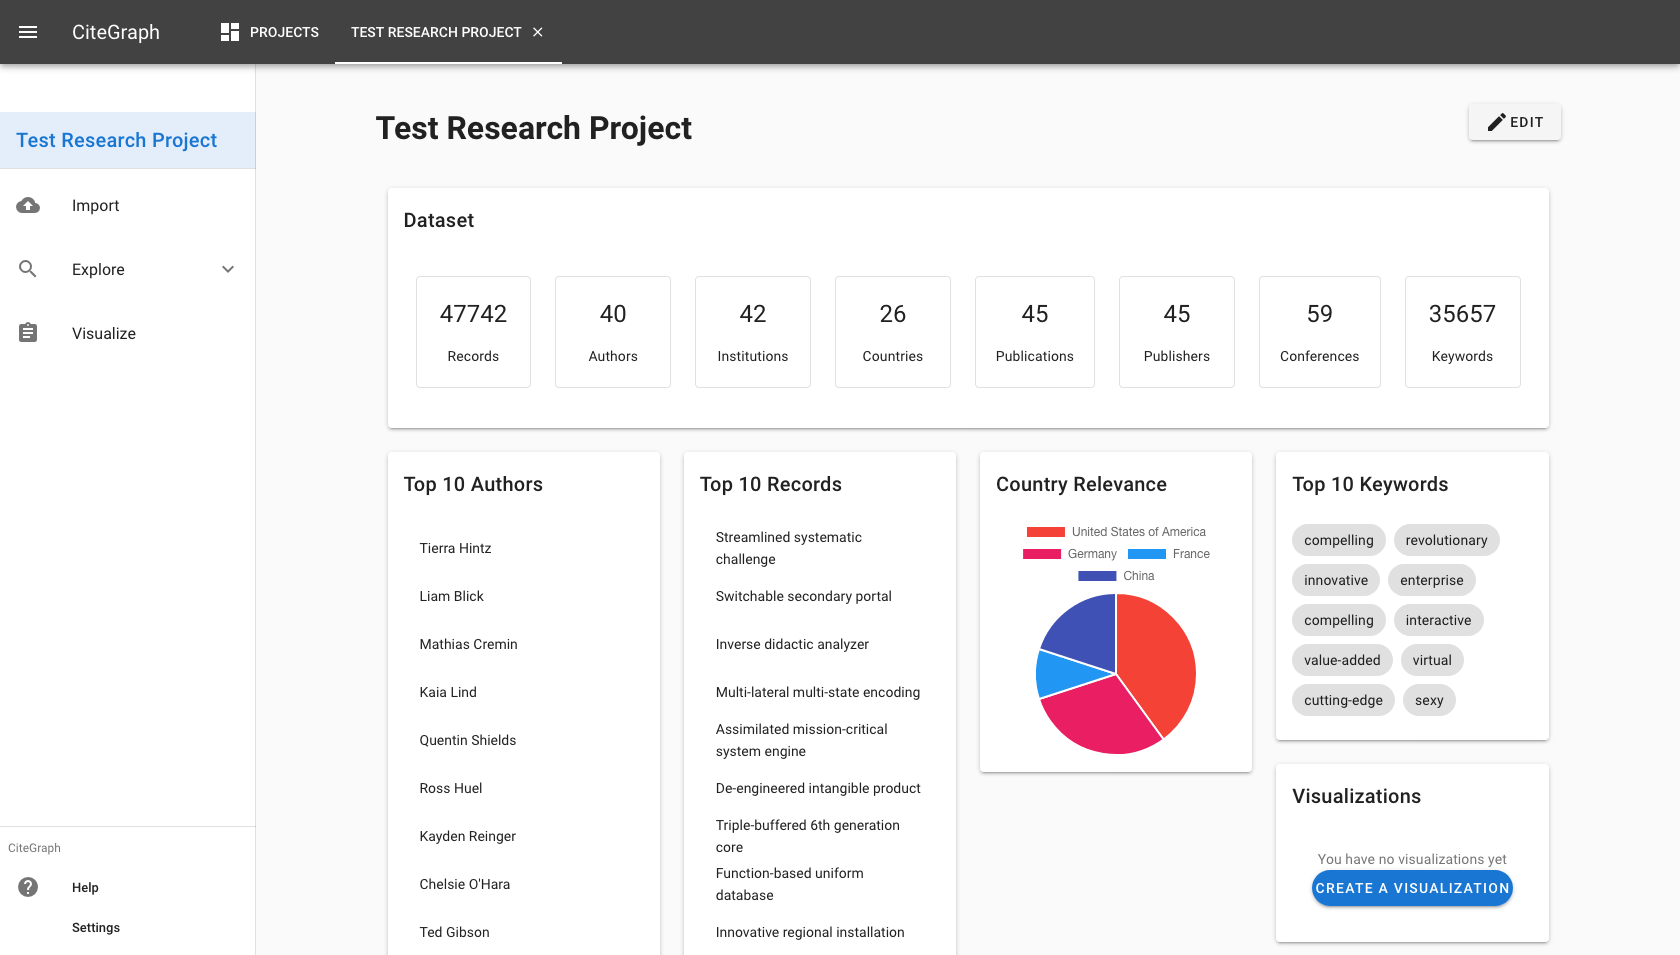 CiteGraph
PROJECTS
TEST RESEARCH PROJECT
Test Research Project
Import
Explore
Visualize
CiteGraph
Help
Settings
Test Research Project
EDIT
Dataset
47742
Records
40
Authors
42
Institutions
26
Countries
45
Publications
45
Publishers
59
Conferences
35657
Keywords
Top 10 Authors
Tierra Hintz
Liam Blick
Mathias Cremin
Kaia Lind
Quentin Shields
Ross Huel
Kayden Reinger
Chelsie O'Hara
Ted Gibson
Top 10 Records
Streamlined systematic
challenge
Switchable secondary portal
Inverse didactic analyzer
Multi-lateral multi-state encoding
Assimilated mission-critical
system engine
De-engineered intangible product
Triple-buffered 6th generation
core
Function-based uniform
database
Innovative regional installation
Country Relevance
United States of America
Germany France
China
Top 10 Keywords
compelling revolutionary
innovative enterprise
compelling interactive
value-added virtual
cutting-edge sexy
Visualizations
You have no visualizations yet
CREATE A VISUALIZATION